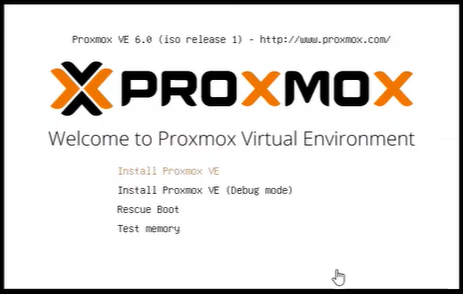 Proxmox VE 6.0 (iso release 1) - http://www.proxmox.com/
PROXMOX
Welcome to Proxmox Virtual Environment
Install Proxmox VE
Install Proxmox VE (Debug mode)
Rescue Boot
Test memory